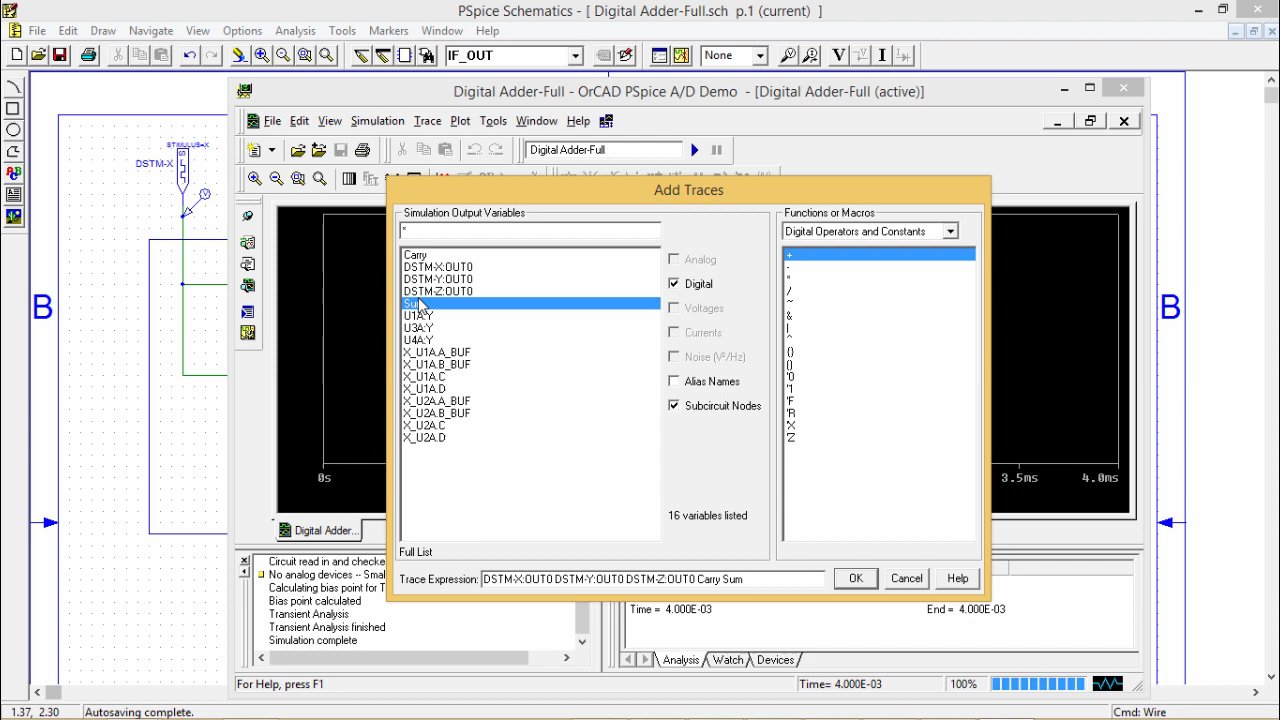 PSpice Schematics - [ Digital Adder-Full.sch p.1 (current) ]
File Edit Draw Navigate View Options Analysis Tools Markers Window Help
IF_OUT
None
V I
STIMULUS=X
DSTM-X
S
V
B
B
Digital Adder-Full - OrCAD PSpice A/D Demo - [Digital Adder-Full (active)]
File Edit View Simulation Trace Plot Tools Window Help
Digital Adder-Full
Add Traces
Simulation Output Variables
*
Carry
DSTM-X:OUT0
DSTM-Y:OUT0
DSTM-Z:OUT0
U3A:Y
U4A:Y
X_U1A.A_BUF
X_U1A.B_BUF
X_U1A.C
X_U1A.D
X_U2A.A_BUF
X_U2A.B_BUF
X_U2A.C
X_U2A.D
Full List
Analog
Digital
Voltages
Currents
Noise (V²/Hz)
Alias Names
Subcircuit Nodes
16 variables listed
Functions or Macros
Digital Operators and Constants
+
-
*
/
~
&
|
^
()
()
'0
'1
'F
'R
'X
'Z
Trace Expression: DSTM-X:OUT0 DSTM-Y:OUT0 DSTM-Z:OUT0 Carry Sum
OK Cancel Help
0s 3.5ms 4.0ms
Digital Adder...
Circuit read in and checke
No analog devices -- Smal
Calculating bias point for T
Bias point calculated
Transient Analysis
Transient Analysis finished
Simulation complete
Time = 4.000E-03 End = 4.000E-03
Analysis Watch Devices
For Help, press F1 Time= 4.000E-03 100%
1.37, 2.30 Autosaving complete. Cmd: Wire